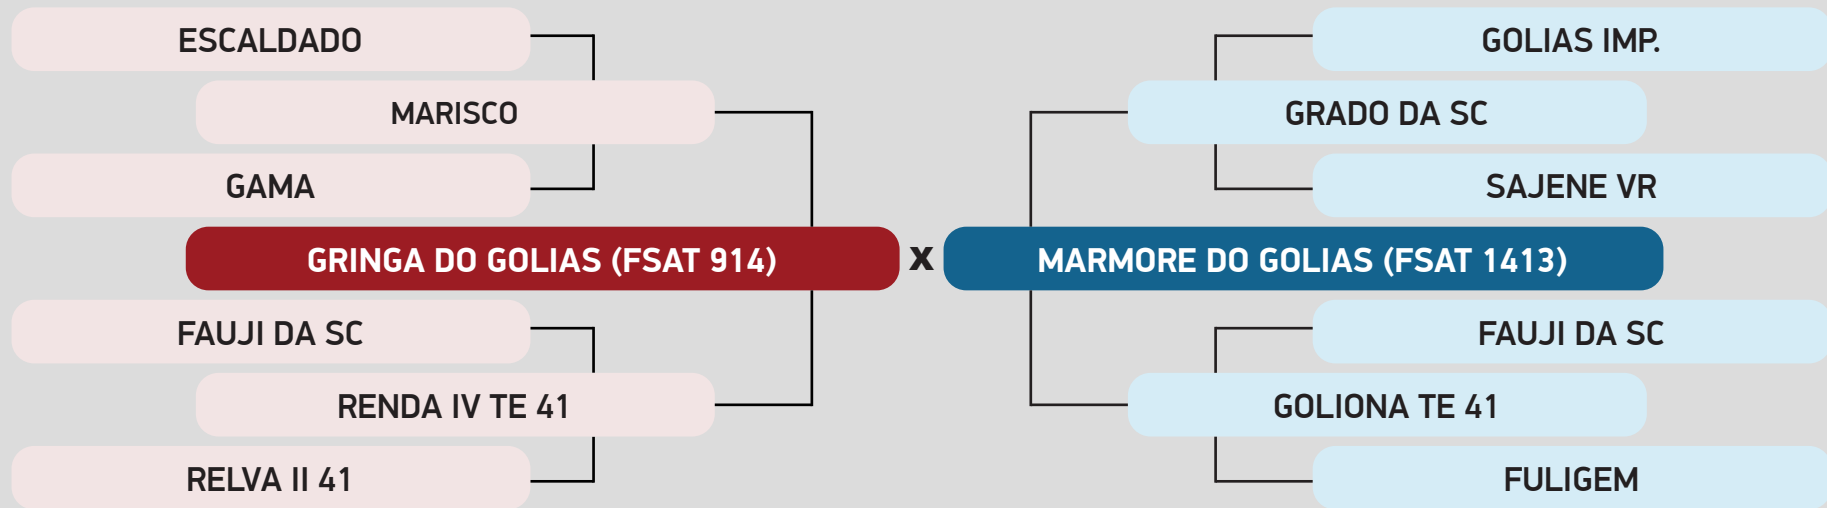 ESCALDADO
GOLIAS IMP.
MARISCO
GRADO DA SC
GAMA
SAJENE VR
GRINGA DO GOLIAS (FSAT 914) X MARMORE DO GOLIAS (FSAT 1413)
FAUJI DA SC
FAUJI DA SC
RENDA IV TE 41
GOLIONA TE 41
RELVA II 41
FULIGEM